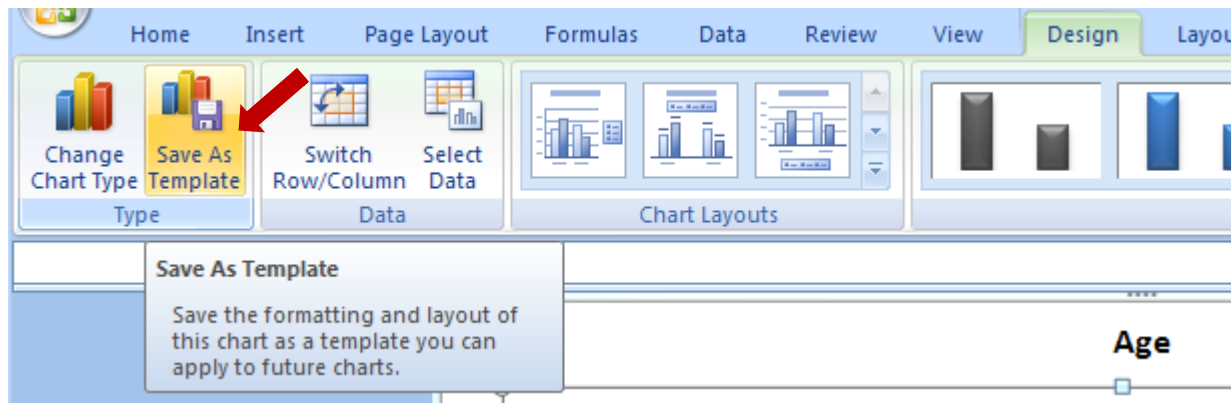 Home Insert Page Layout Formulas Data Review View Design Layou
Change Chart Type
Save As Template
Switch Row/Column
Select Data
Type Data Chart Layouts
Save As Template
Save the formatting and layout of
this chart as a template you can
apply to future charts.
Age